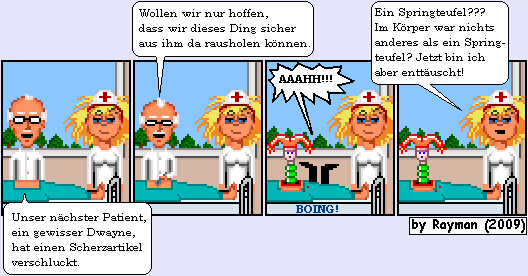 Unser nächster Patient,
ein gewisser Dwayne,
hat einen Scherzartikel
verschluckt.
Wollen wir nur hoffen,
dass wir dieses Ding sicher
aus ihm da rausholen können.
AAAHH!!!
BOING!
Ein Springteufel???
Im Körper war nichts
anderes als ein Spring-
teufel? Jetzt bin ich
aber enttäuscht!
by Rayman (2009)